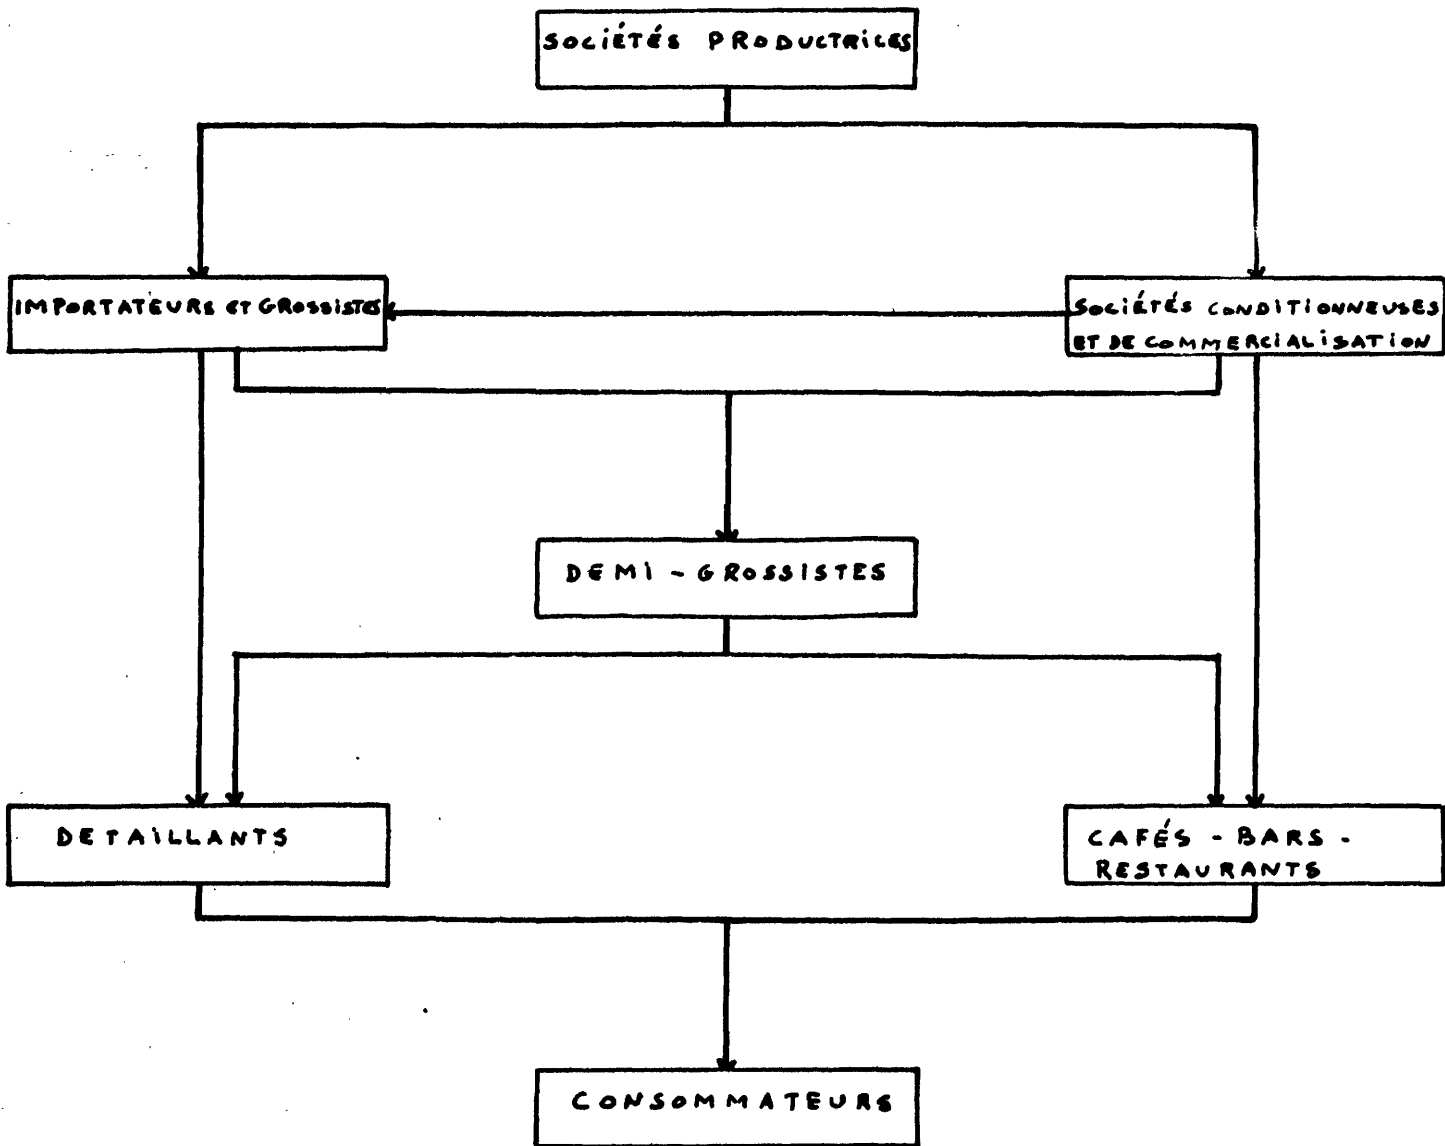 SOCIÉTÉS PRODUCTRICES
IMPORTATEURS ET GROSSISTES
SOCIÉTÉS CONDITIONNEUSES
ET DE COMMERCIALISATION
DEMI - GROSSISTES
DETAILLANTS
CAFÉS - BARS -
RESTAURANTS
CONSOMMATEURS